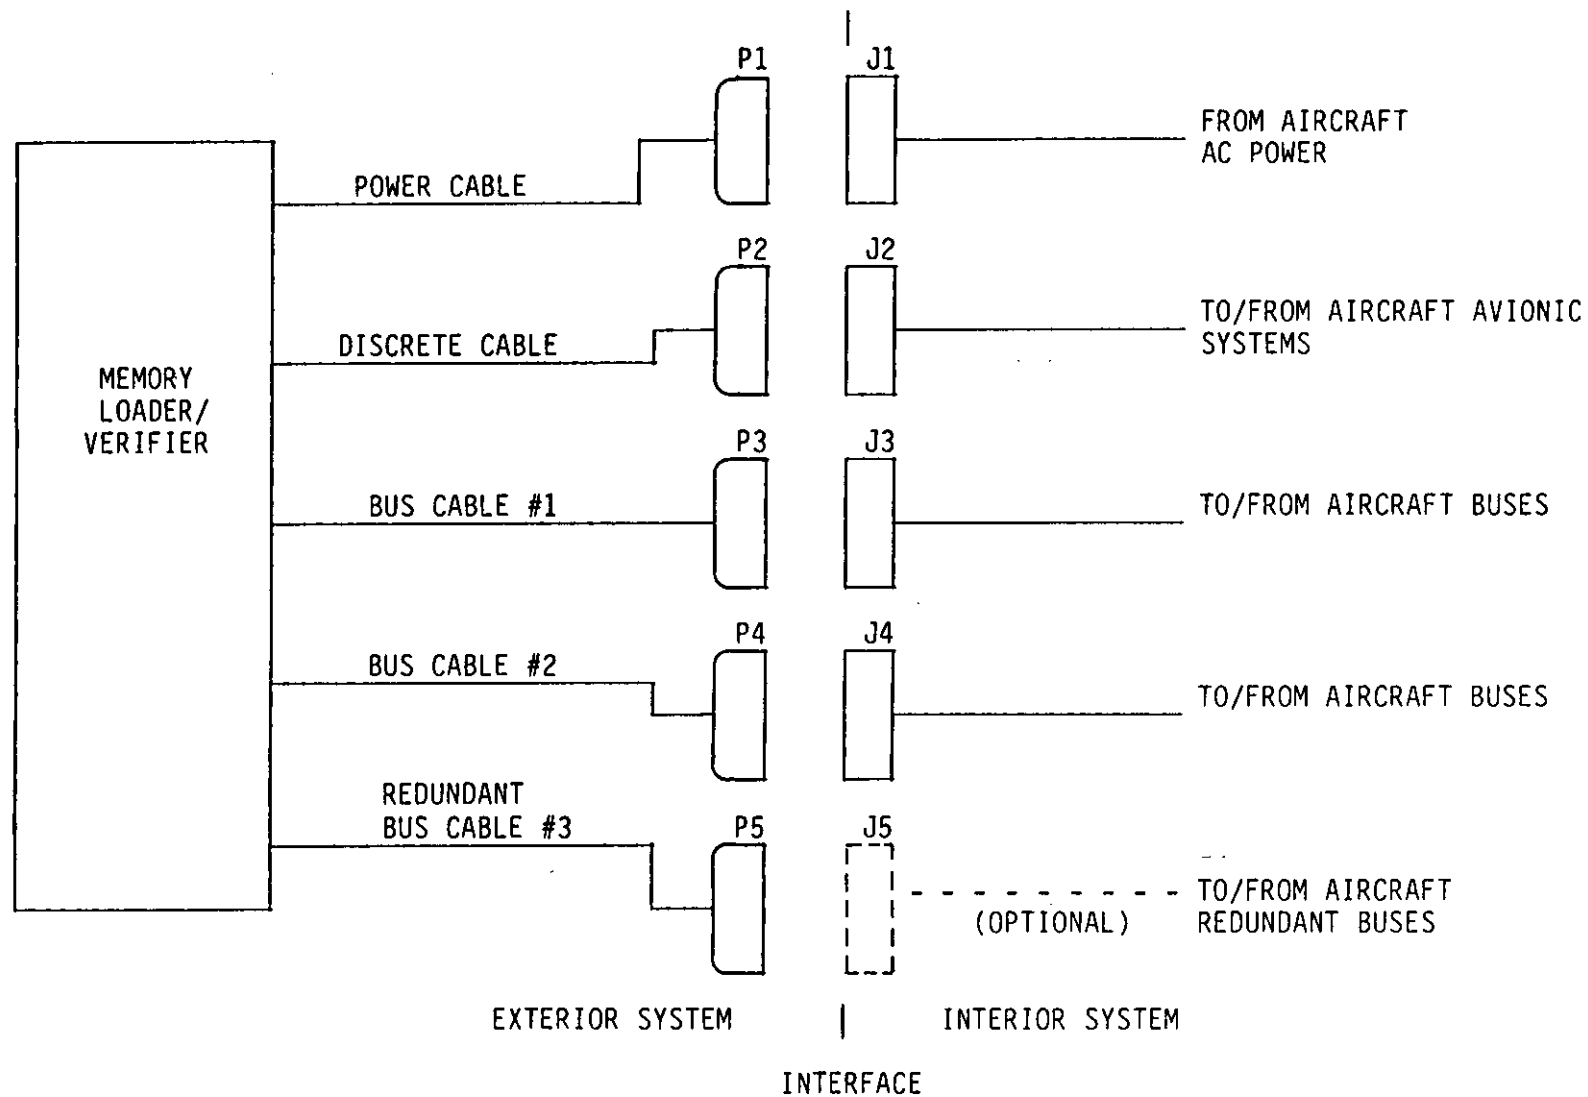 P1
J1
FROM AIRCRAFT
AC POWER
POWER CABLE
P2
J2
TO/FROM AIRCRAFT AVIONIC
SYSTEMS
DISCRETE CABLE
MEMORY
LOADER/
VERIFIER
P3
J3
BUS CABLE #1
TO/FROM AIRCRAFT BUSES
P4
J4
BUS CABLE #2
TO/FROM AIRCRAFT BUSES
REDUNDANT
BUS CABLE #3
P5
J5
(OPTIONAL)
TO/FROM AIRCRAFT
REDUNDANT BUSES
EXTERIOR SYSTEM
INTERIOR SYSTEM
INTERFACE